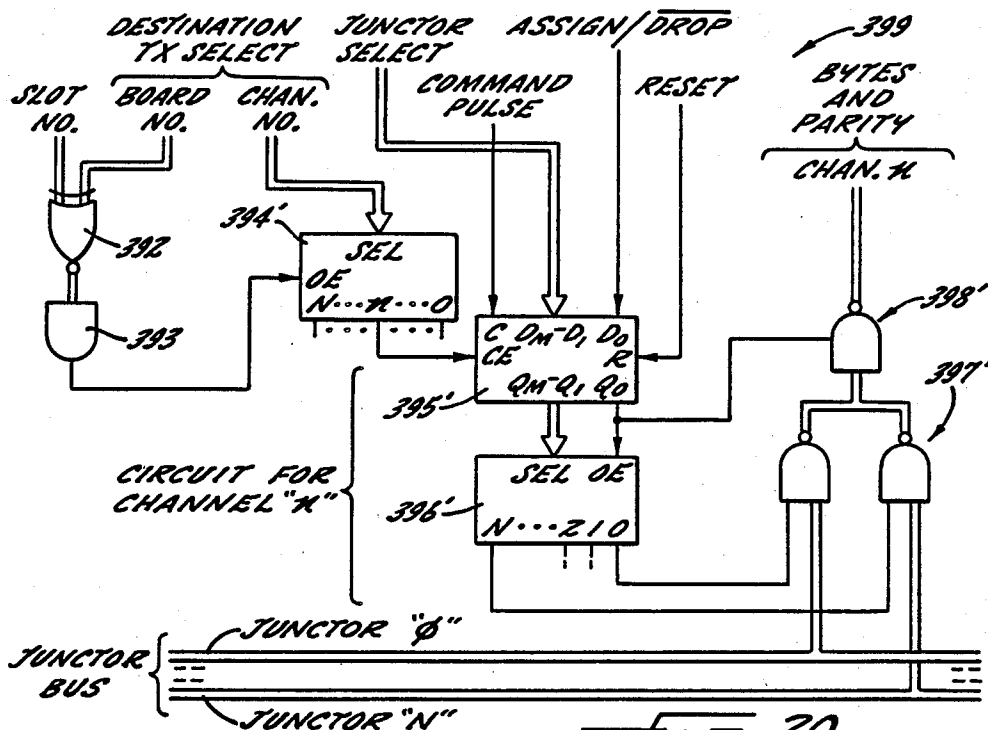 DESTINATION
TX SELECT
JUNCTOR
SELECT
ASSIGN/DROP
399
SLOT
NO.
BOARD
NO.
CHAN.
NO.
COMMAND
PULSE
RESET
BYTES
AND
PARITY
CHAN. n
392
394'
SEL
OE
N...n...0
393
C DM-D1 D0
CE R
QM-Q1 Q0
395'
398'
397'
CIRCUIT FOR
CHANNEL "n"
SEL OE
396'
N...2 1 0
JUNCTOR
BUS
JUNCTOR "Ø"
JUNCTOR "N"
20